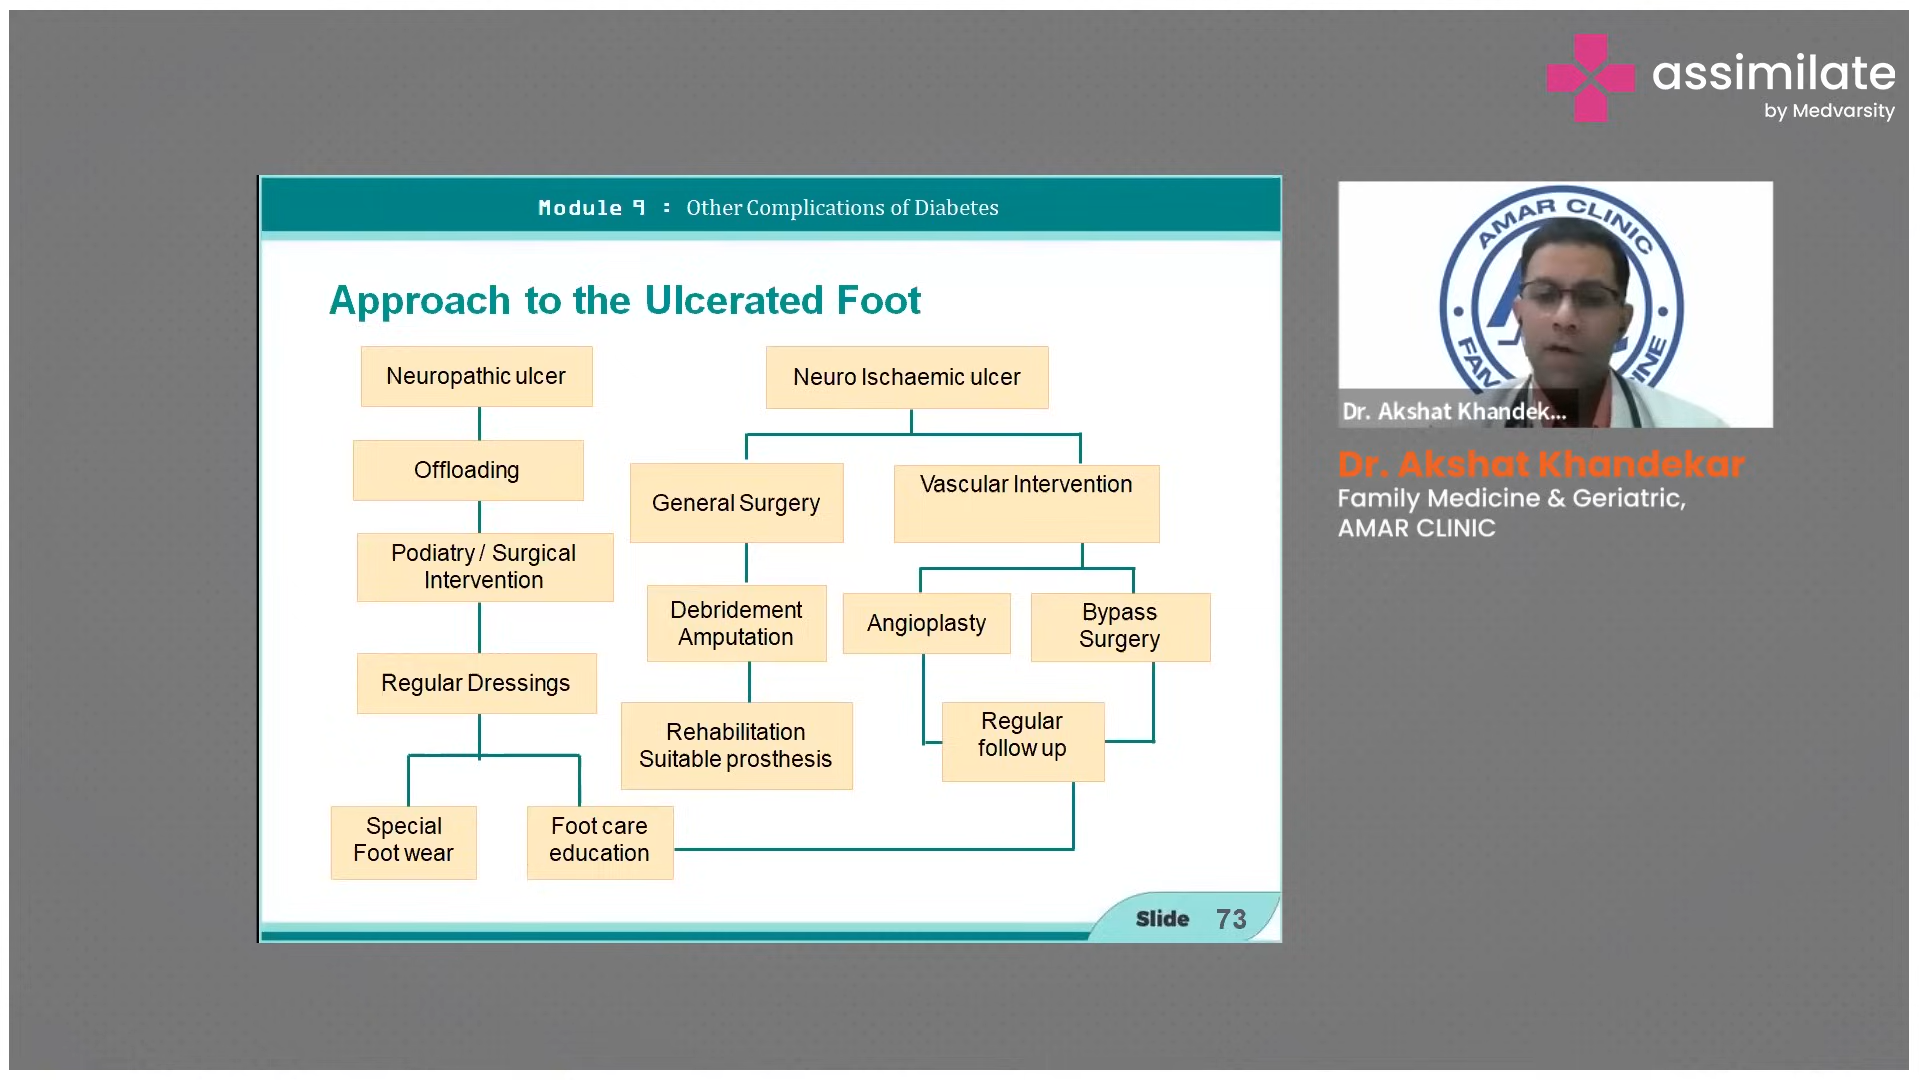 assimilate
by Medvarsity
Module 9 : Other Complications of Diabetes
Approach to the Ulcerated Foot
Neuropathic ulcer
Offloading
Podiatry / Surgical
Intervention
Regular Dressings
Special
Foot wear
Foot care
education
Neuro Ischaemic ulcer
General Surgery
Debridement
Amputation
Rehabilitation
Suitable prosthesis
Vascular Intervention
Angioplasty
Bypass
Surgery
Regular
follow up
Slide 73
AMAR CLINIC
Dr. Akshat Khandek...
Dr. Akshat Khandekar
Family Medicine & Geriatric,
AMAR CLINIC